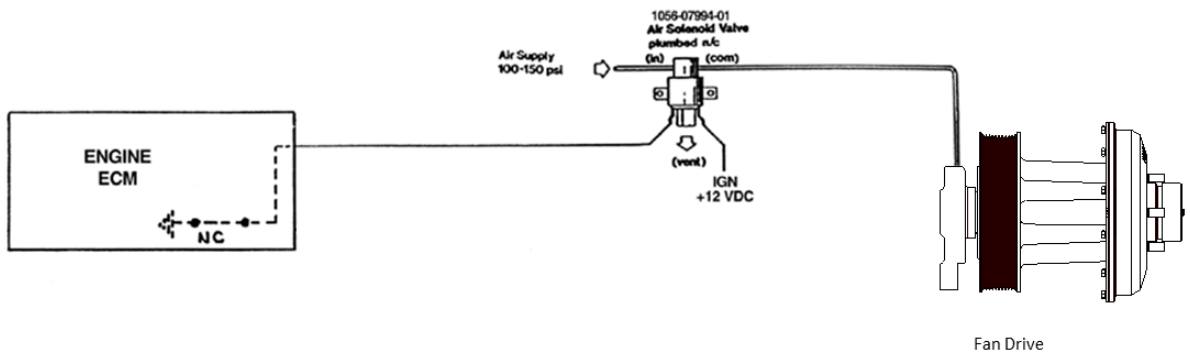 1056-07994-01
Air Solenoid Valve
plumbed n/c
(in) (com)
Air Supply
100-150 psi
ENGINE
ECM
NC
(vent)
IGN
+12 VDC
Fan Drive